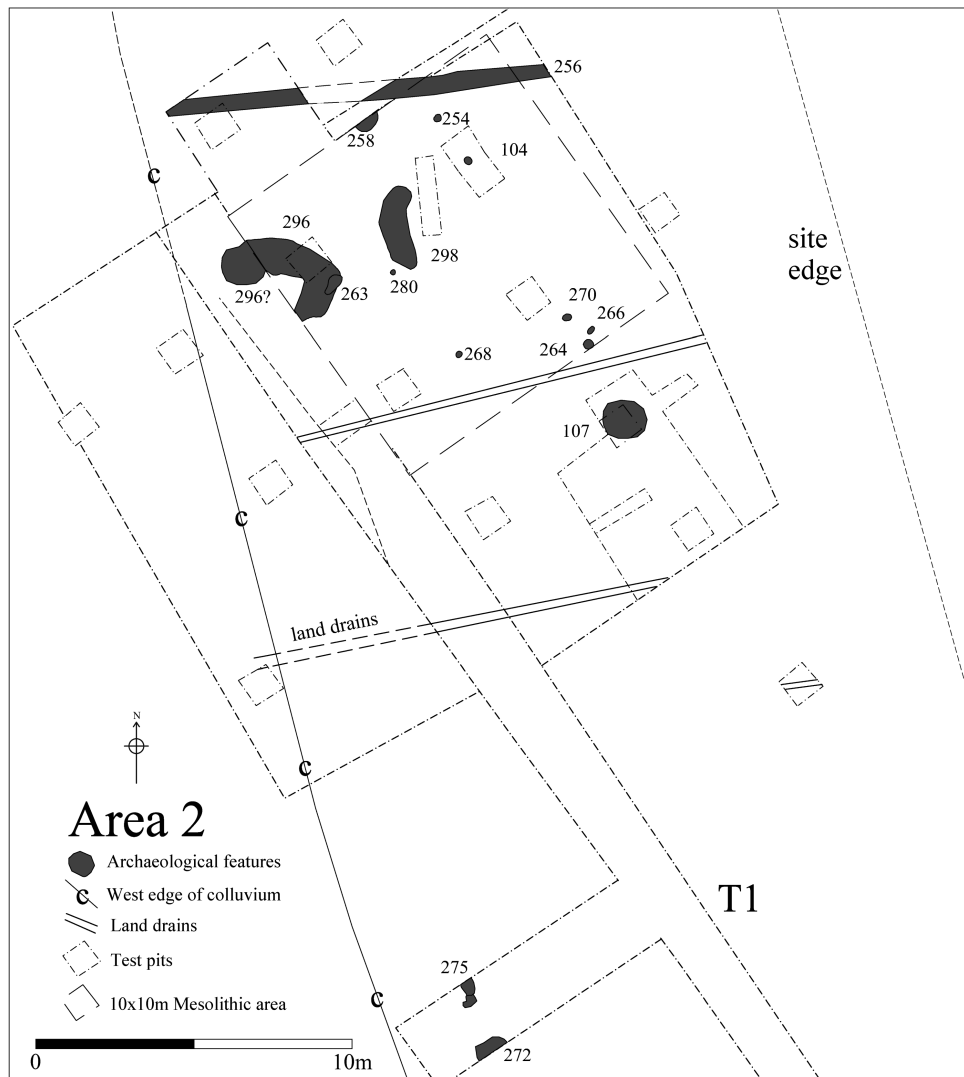 256
254
258
104
296
298
site
edge
296?
263
280
270
266
264
268
107
c
c
land drains
N
c
Area 2
Archaeological features
c West edge of colluvium
Land drains
T1
Test pits
275
c
10x10m Mesolithic area
272
0 10m